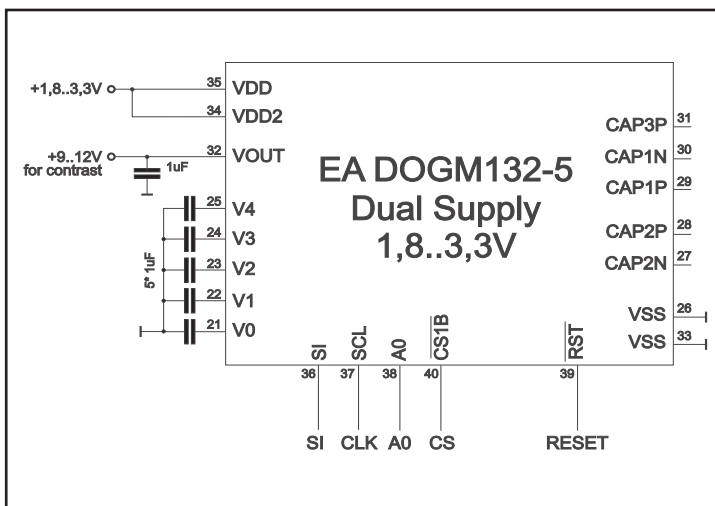 +1,8..3,3V
35 VDD
34 VDD2
+9..12V
for contrast
32 VOUT
1uF
25 V4
24 V3
23 V2
22 V1
21 V0
5* 1uF
EA DOGM132-5
Dual Supply
1,8..3,3V
CAP3P 31
CAP1N 30
CAP1P 29
CAP2P 28
CAP2N 27
VSS 26
VSS 33
SI SCL A0 CS1B RST
36 37 38 40 39
SI CLK A0 CS RESET